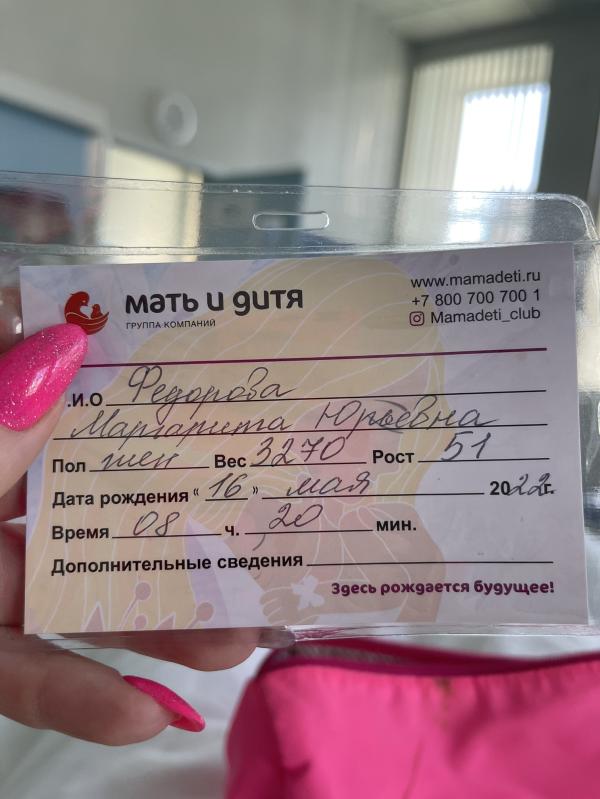 мать и дитя
ГРУППА КОМПАНИЙ
www.mamadeti.ru
+7 800 700 700 1
Mamadeti_club
.И.О Федорова
Маргарита Юрьевна
Пол жен Вес 3270 Рост 51
Дата рождения « 16 » мая 2022г.
Время 08 ч. 20 мин.
Дополнительные сведения
Здесь рождается будущее!